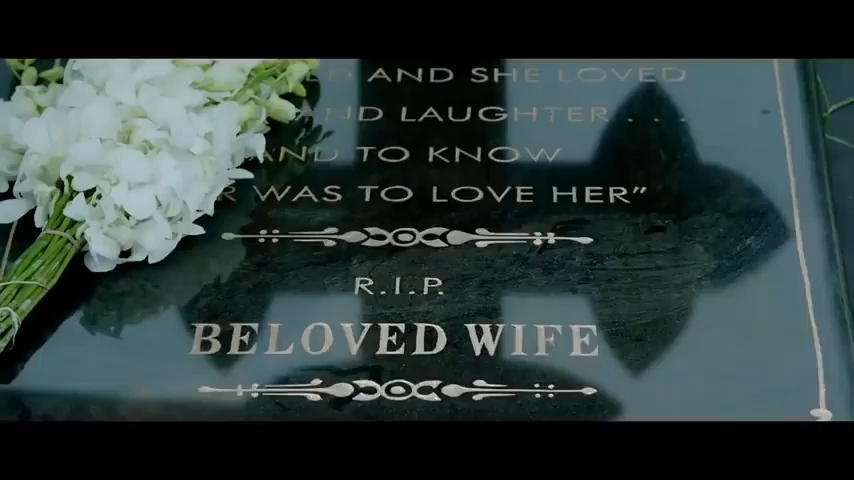 AND SHE LOVED
AND LAUGHTER . . .
AND TO KNOW
WAS TO LOVE HER”
R.I.P.
BELOVED WIFE